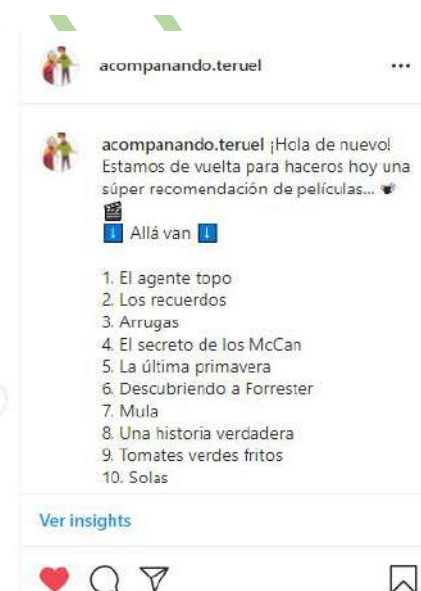 acompanando.teruel
acompanando.teruel ¡Hola de nuevo!
Estamos de vuelta para haceros hoy una
súper recomendación de películas...
Allá van
1. El agente topo
2. Los recuerdos
3. Arrugas
4. El secreto de los McCan
5. La última primavera
6. Descubriendo a Forrester
7. Mula
8. Una historia verdadera
9. Tomates verdes fritos
10. Solas
Ver insights